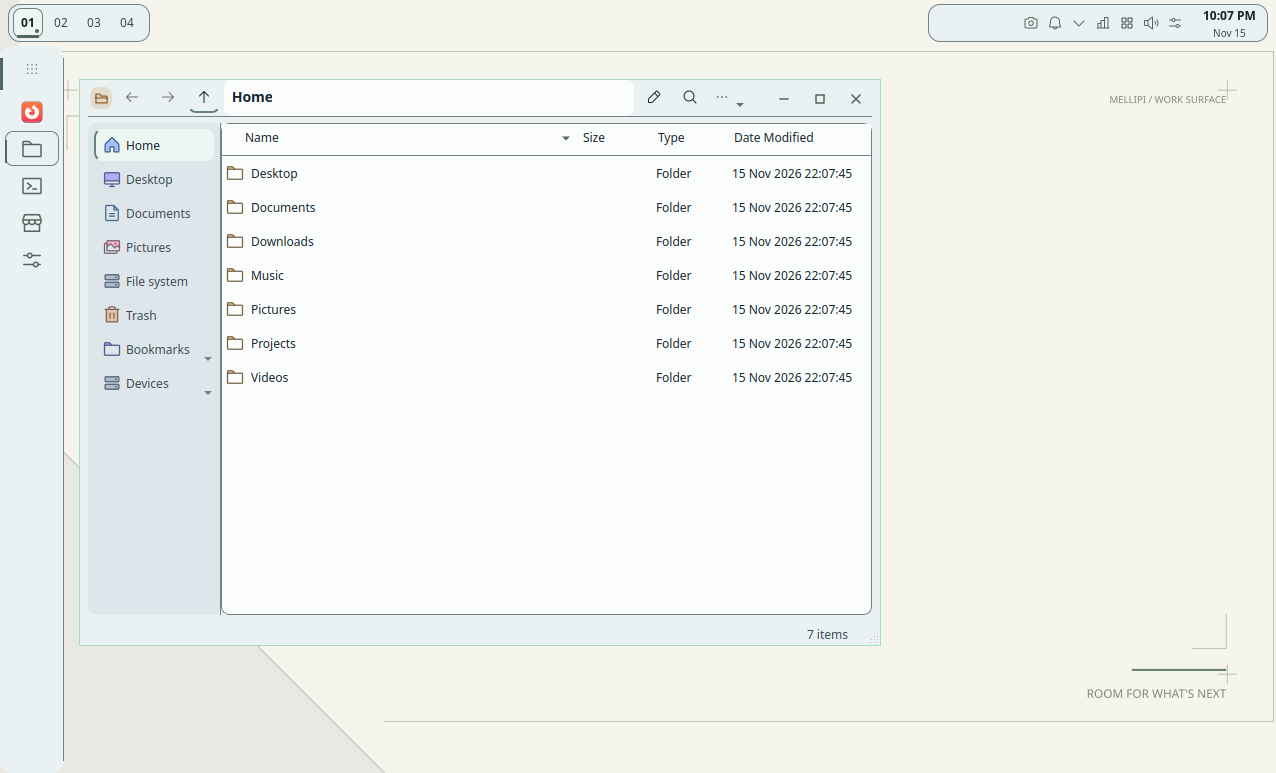 01 02 03 04
10:07 PM
Nov 15
MELLIPI / WORK SURFACE
Home
Home
Desktop
Documents
Pictures
File system
Trash
Bookmarks
Devices
Name Size Type Date Modified
Desktop Folder 15 Nov 2026 22:07:45
Documents Folder 15 Nov 2026 22:07:45
Downloads Folder 15 Nov 2026 22:07:45
Music Folder 15 Nov 2026 22:07:45
Pictures Folder 15 Nov 2026 22:07:45
Projects Folder 15 Nov 2026 22:07:45
Videos Folder 15 Nov 2026 22:07:45
7 items
ROOM FOR WHAT'S NEXT